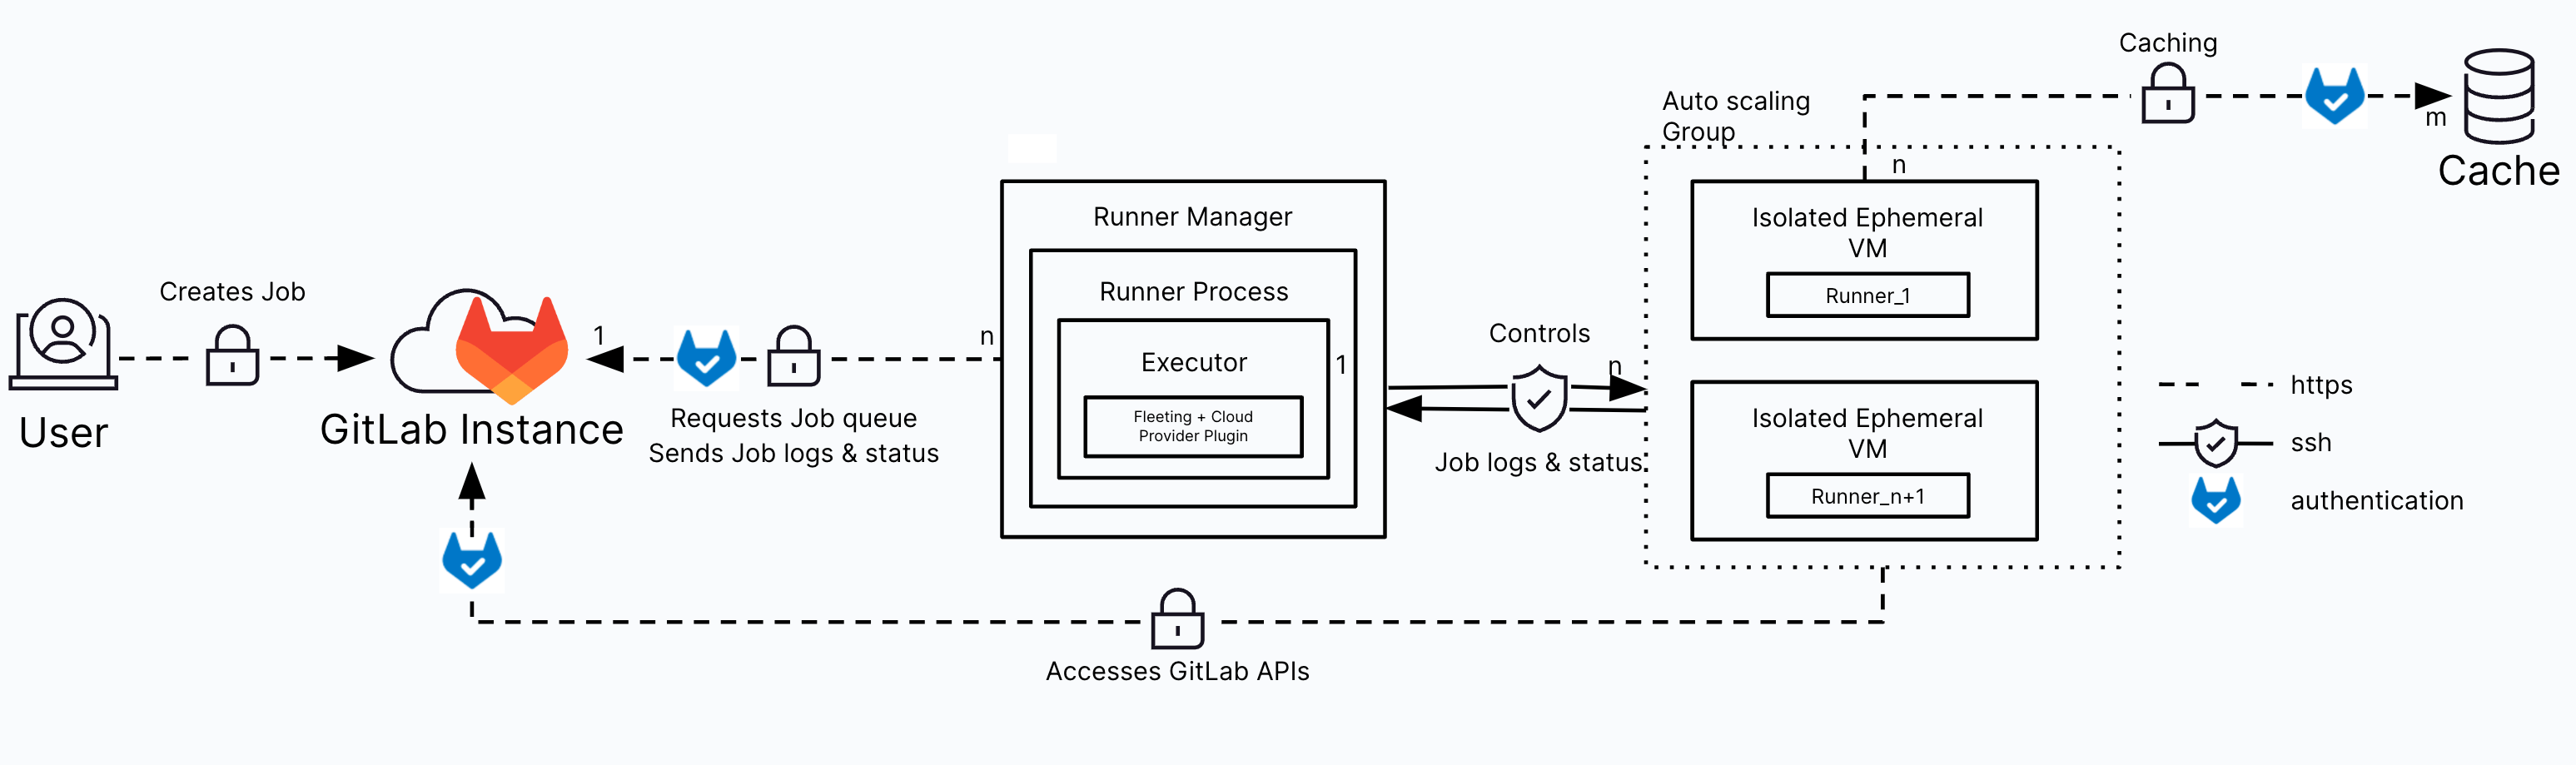 Creates Job
User
GitLab Instance
1
Requests Job queue
Sends Job logs & status
n
Runner Manager
Runner Process
Executor
Fleeting + Cloud
Provider Plugin
1
Controls
n
Job logs & status
Auto scaling
Group
n
Isolated Ephemeral
VM
Runner_1
Isolated Ephemeral
VM
Runner_n+1
Caching
m
Cache
https
ssh
authentication
Accesses GitLab APIs